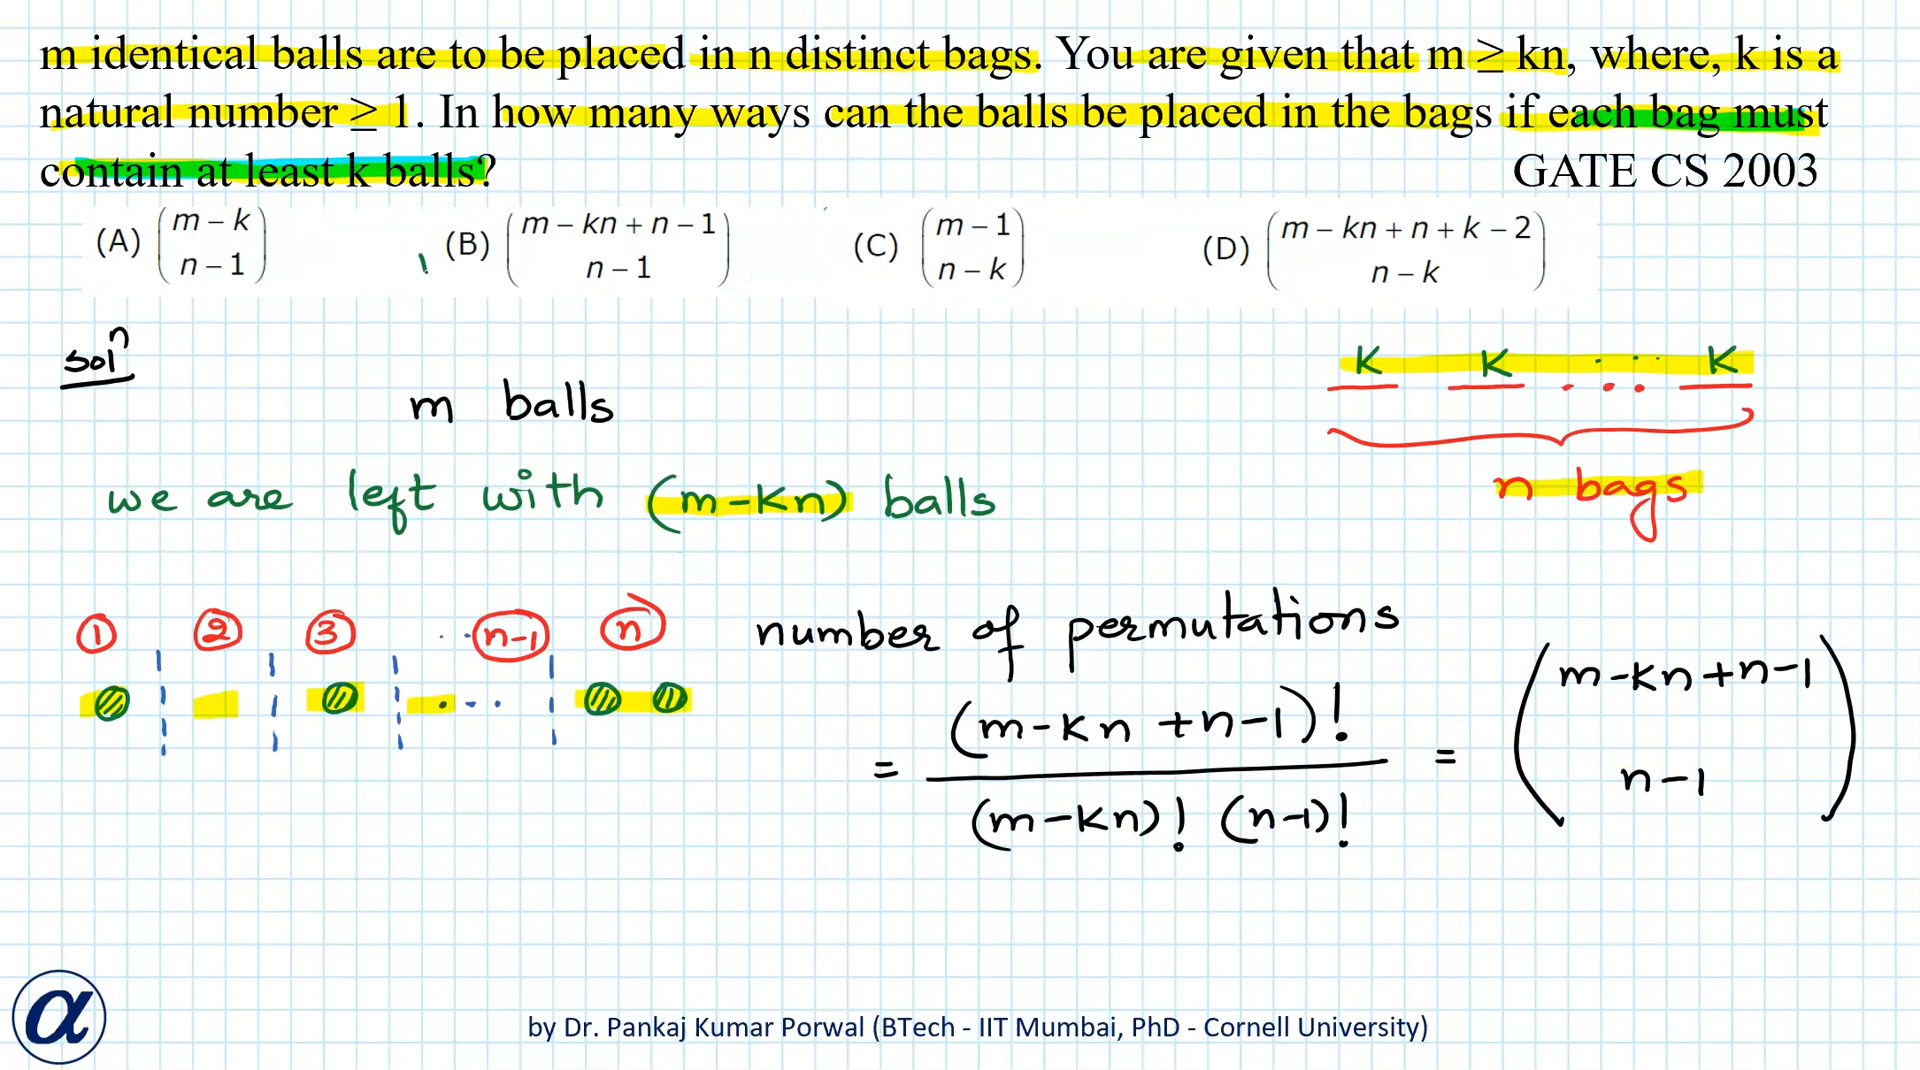 m identical balls are to be placed in n distinct bags. You are given that m ≥ kn, where, k is a
natural number ≥ 1. In how many ways can the balls be placed in the bags if each bag must
contain at least k balls?
GATE CS 2003
(A) (m − k
n − 1)
(B) (m − kn + n − 1
n − 1)
(C) (m − 1
n − k)
(D) (m − kn + n + k − 2
n − k)
solⁿ
K K ... K
m balls
n bags
we are left with (m-kn) balls
1 2 3 ... n-1 n
number of permutations
= (m-kn +n-1)!
(m-kn)! (n-1)!
= (m-kn+n-1
n-1)
α
by Dr. Pankaj Kumar Porwal (BTech - IIT Mumbai, PhD - Cornell University)